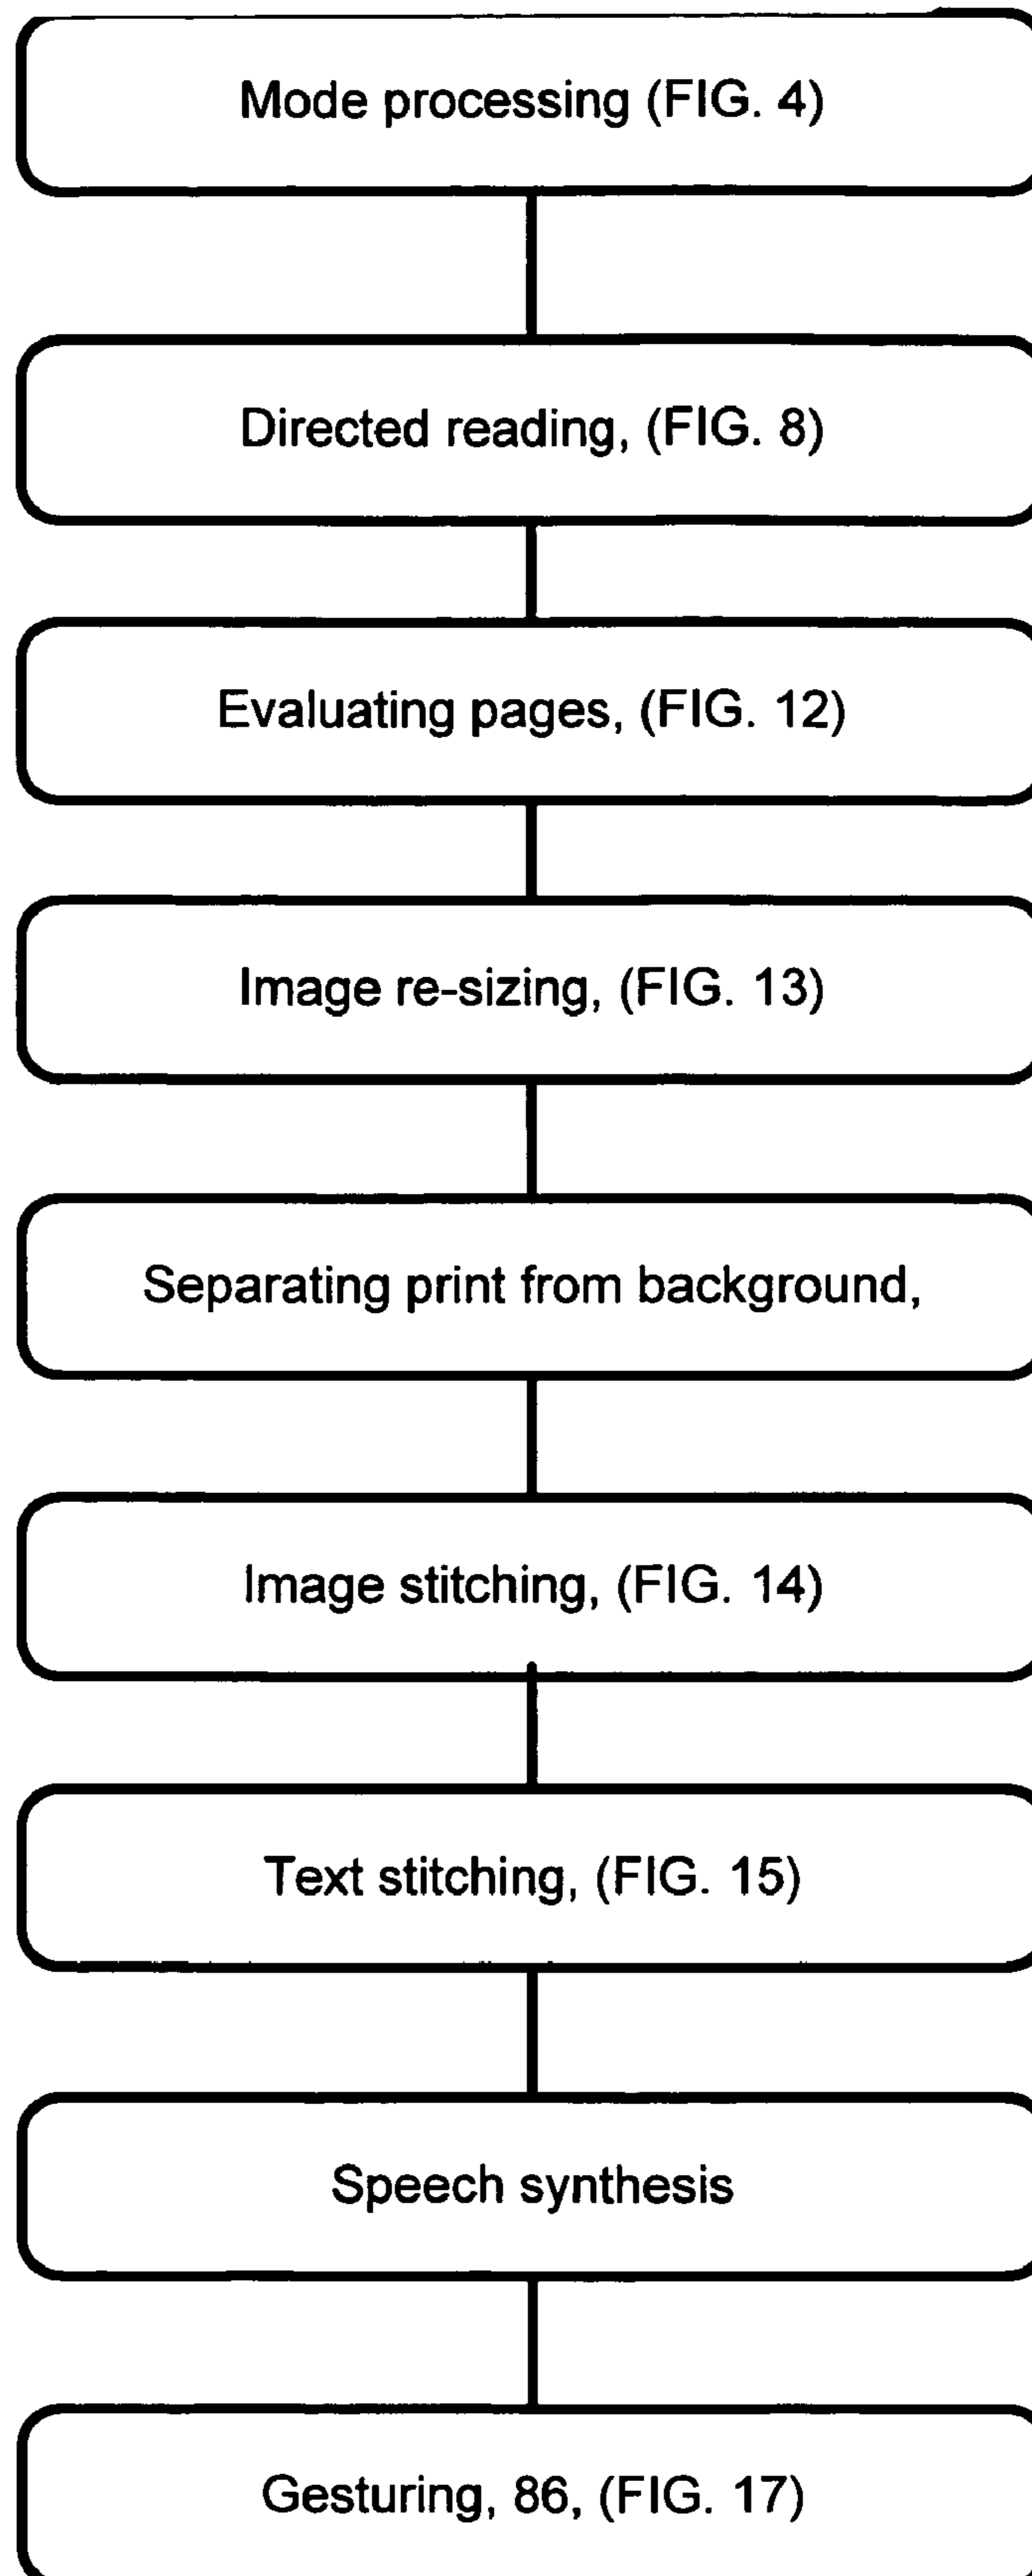 Mode processing (FIG. 4)
Directed reading, (FIG. 8)
Evaluating pages, (FIG. 12)
Image re-sizing, (FIG. 13)
Separating print from background,
Image stitching, (FIG. 14)
Text stitching, (FIG. 15)
Speech synthesis
Gesturing, 86, (FIG. 17)